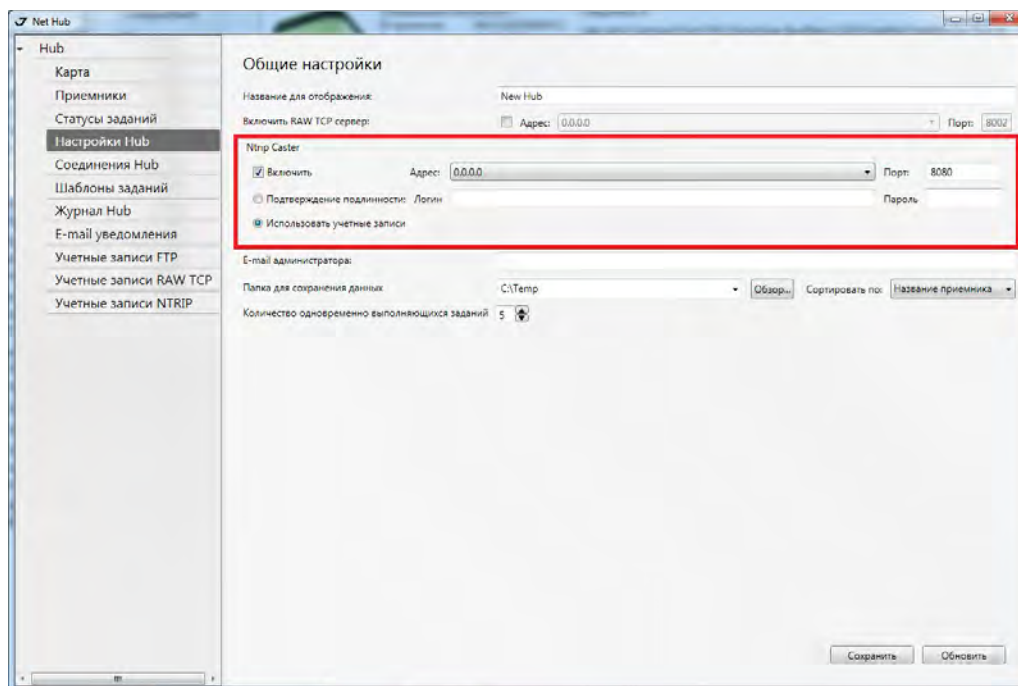 Net Hub
Hub
Карта
Приемники
Статусы заданий
Настройки Hub
Соединения Hub
Шаблоны заданий
Журнал Hub
E-mail уведомления
Учетные записи FTP
Учетные записи RAW TCP
Учетные записи NTRIP
Общие настройки
Название для отображения: New Hub
Включить RAW TCP сервер: Адрес: 0.0.0.0 Порт: 8002
Ntrip Caster
Включить Адрес: 0.0.0.0 Порт: 8080
Подтверждение подлинности: Логин Пароль
Использовать учетные записи
E-mail администратора:
Папка для сохранения данных C:\Temp Обзор... Сортировать по: Название приемника
Количество одновременно выполняющихся заданий 5
Сохранить Обновить